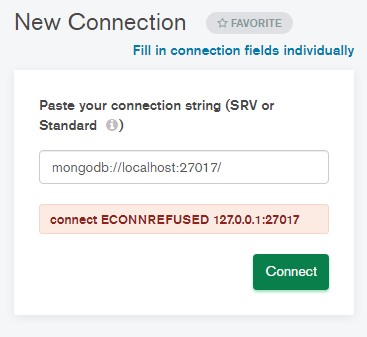 New Connection ☆ FAVORITE
Fill in connection fields individually
Paste your connection string (SRV or
Standard ⓘ)
mongodb://localhost:27017/
connect ECONNREFUSED 127.0.0.1:27017
Connect